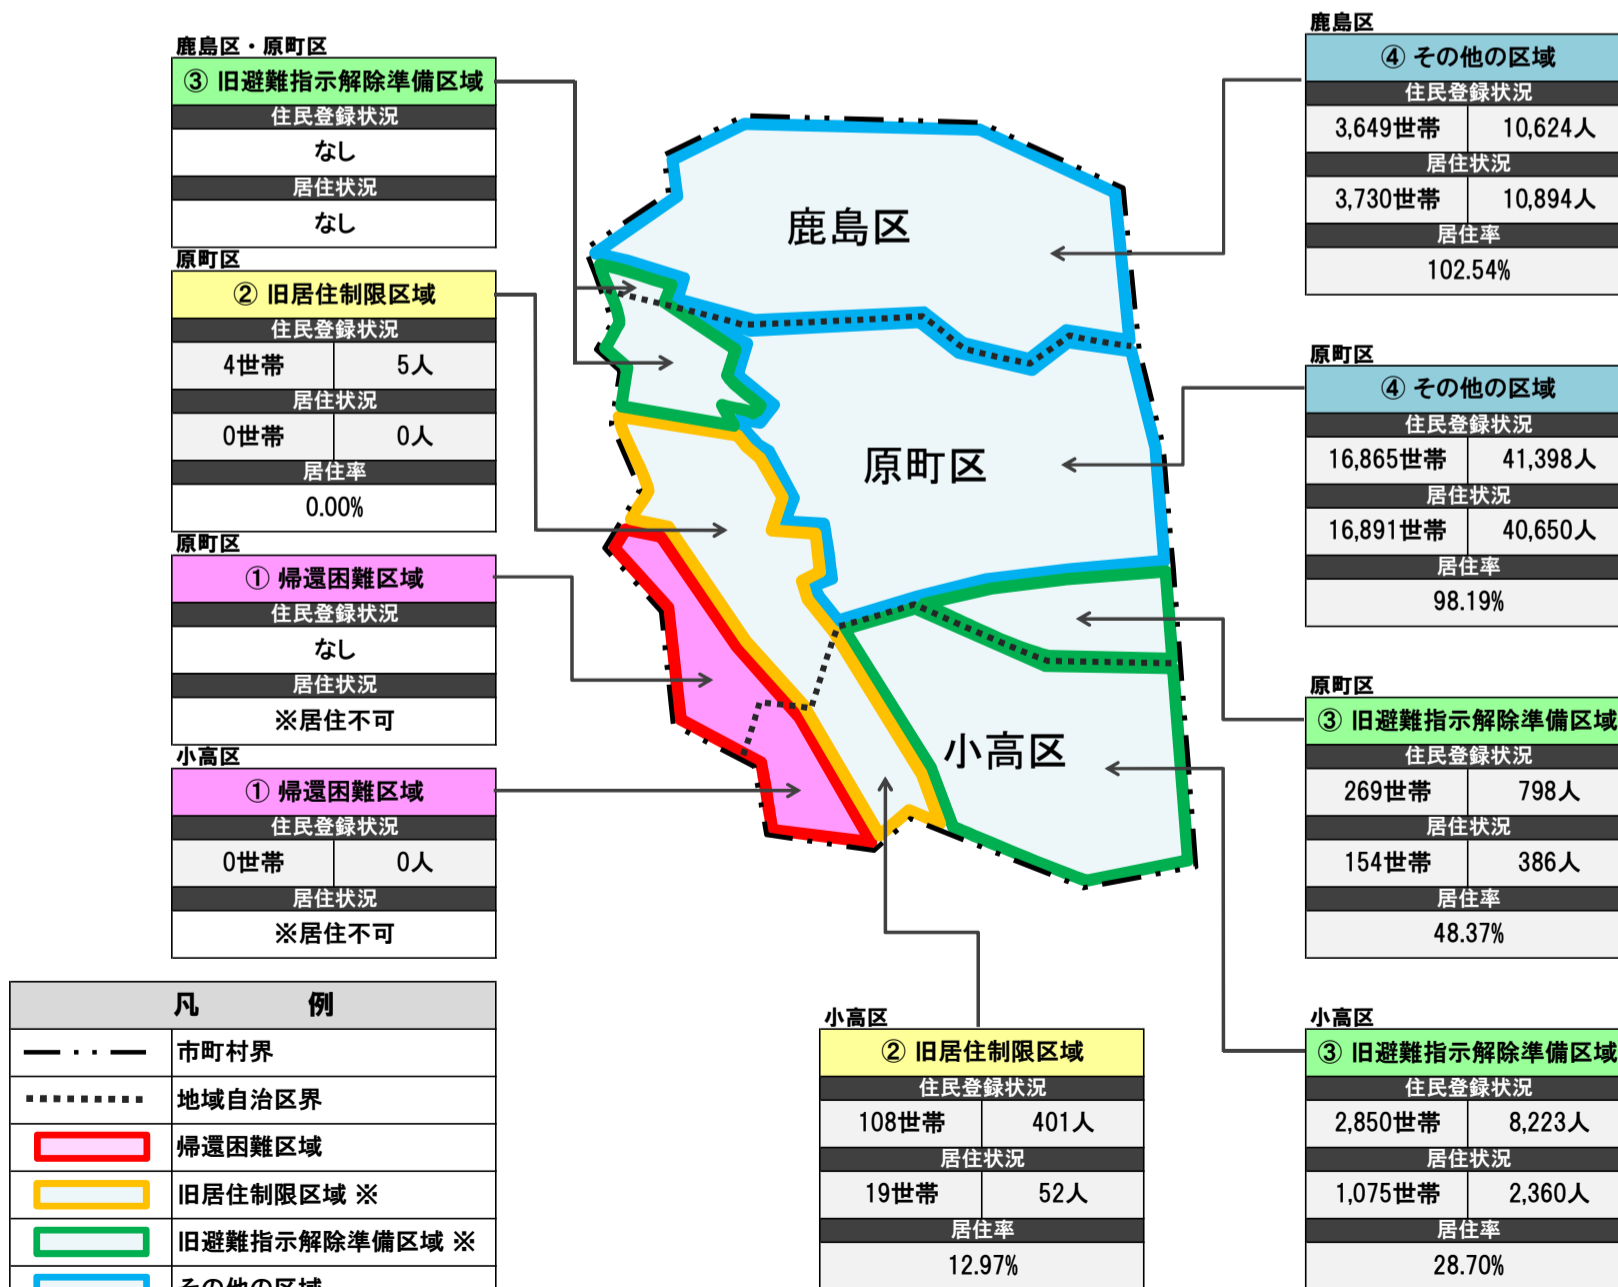 鹿島区・原町区
③ 旧避難指示解除準備区域
住民登録状況
なし
居住状況
なし
原町区
② 旧居住制限区域
住民登録状況
4世帯 5人
居住状況
0世帯 0人
居住率
0.00%
原町区
① 帰還困難区域
住民登録状況
なし
居住状況
※居住不可
小高区
① 帰還困難区域
住民登録状況
0世帯 0人
居住状況
※居住不可
凡 例
市町村界
地域自治区界
帰還困難区域
旧居住制限区域 ※
旧避難指示解除準備区域 ※
その他の区域
鹿島区
原町区
小高区
小高区
② 旧居住制限区域
住民登録状況
108世帯 401人
居住状況
19世帯 52人
居住率
12.97%
鹿島区
④ その他の区域
住民登録状況
3,649世帯 10,624人
居住状況
3,730世帯 10,894人
居住率
102.54%
原町区
④ その他の区域
住民登録状況
16,865世帯 41,398人
居住状況
16,891世帯 40,650人
居住率
98.19%
原町区
③ 旧避難指示解除準備区域
住民登録状況
269世帯 798人
居住状況
154世帯 386人
居住率
48.37%
小高区
③ 旧避難指示解除準備区域
住民登録状況
2,850世帯 8,223人
居住状況
1,075世帯 2,360人
居住率
28.70%